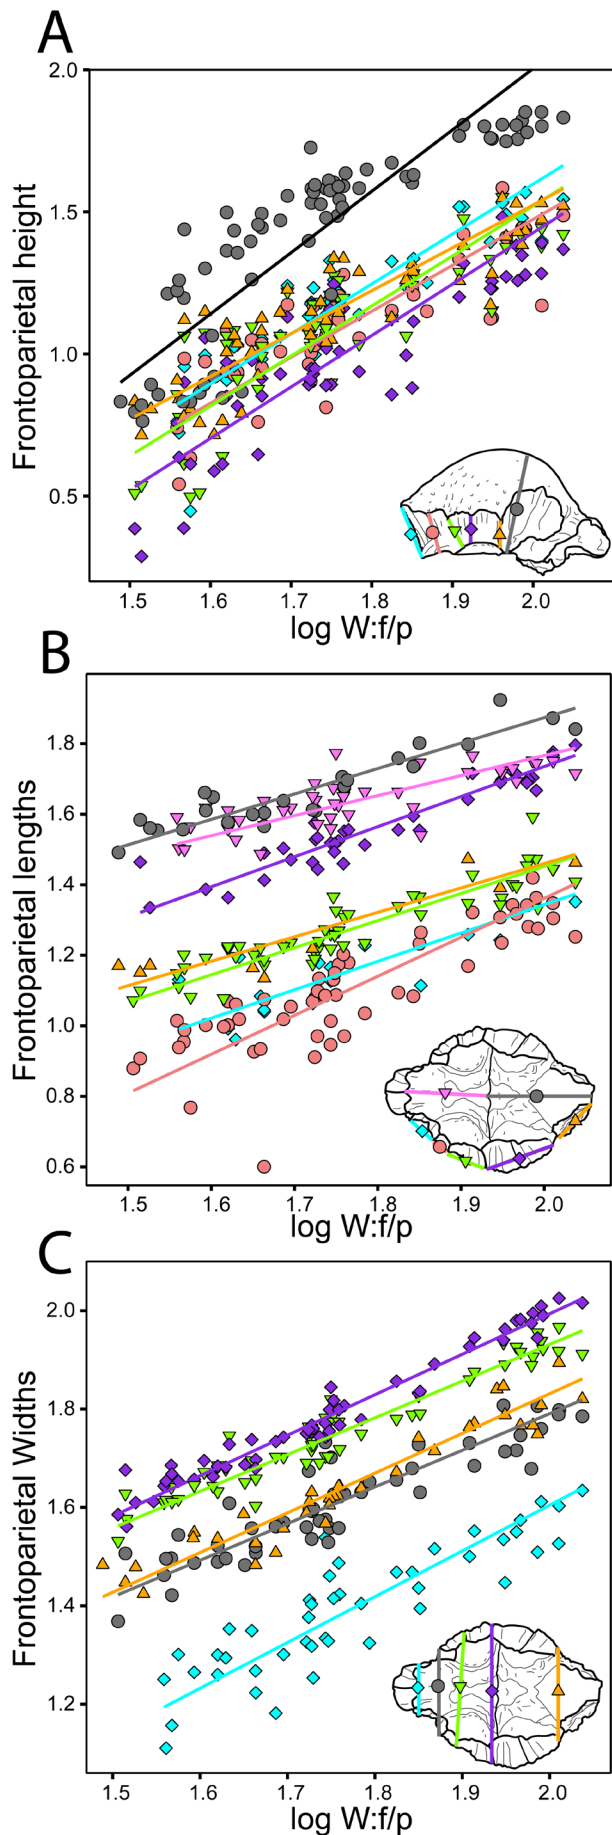 A
2.0
1.5
1.0
0.5
Frontoparietal height
1.5 1.6 1.7 1.8 1.9 2.0
log W:f/p
B
1.8
1.6
1.4
1.2
1.0
0.8
0.6
Frontoparietal lengths
1.5 1.6 1.7 1.8 1.9 2.0
log W:f/p
C
2.0
1.8
1.6
1.4
1.2
Frontoparietal Widths
1.5 1.6 1.7 1.8 1.9 2.0
log W:f/p